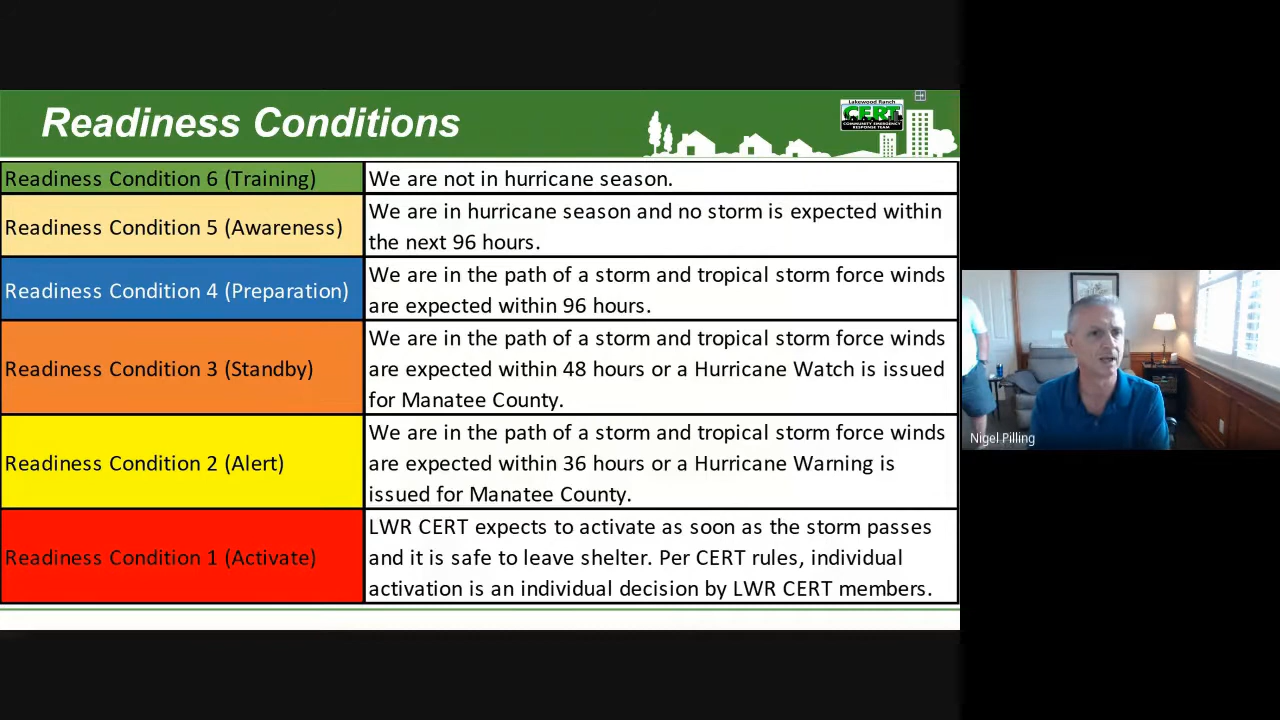 Readiness Conditions
Lakewood Ranch
CERT
COMMUNITY EMERGENCY
RESPONSE TEAM
Readiness Condition 6 (Training)
We are not in hurricane season.
Readiness Condition 5 (Awareness)
We are in hurricane season and no storm is expected within
the next 96 hours.
Readiness Condition 4 (Preparation)
We are in the path of a storm and tropical storm force winds
are expected within 96 hours.
Readiness Condition 3 (Standby)
We are in the path of a storm and tropical storm force winds
are expected within 48 hours or a Hurricane Watch is issued
for Manatee County.
Readiness Condition 2 (Alert)
We are in the path of a storm and tropical storm force winds
are expected within 36 hours or a Hurricane Warning is
issued for Manatee County.
Readiness Condition 1 (Activate)
LWR CERT expects to activate as soon as the storm passes
and it is safe to leave shelter. Per CERT rules, individual
activation is an individual decision by LWR CERT members.
Nigel Pilling